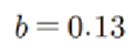 b = 0.13